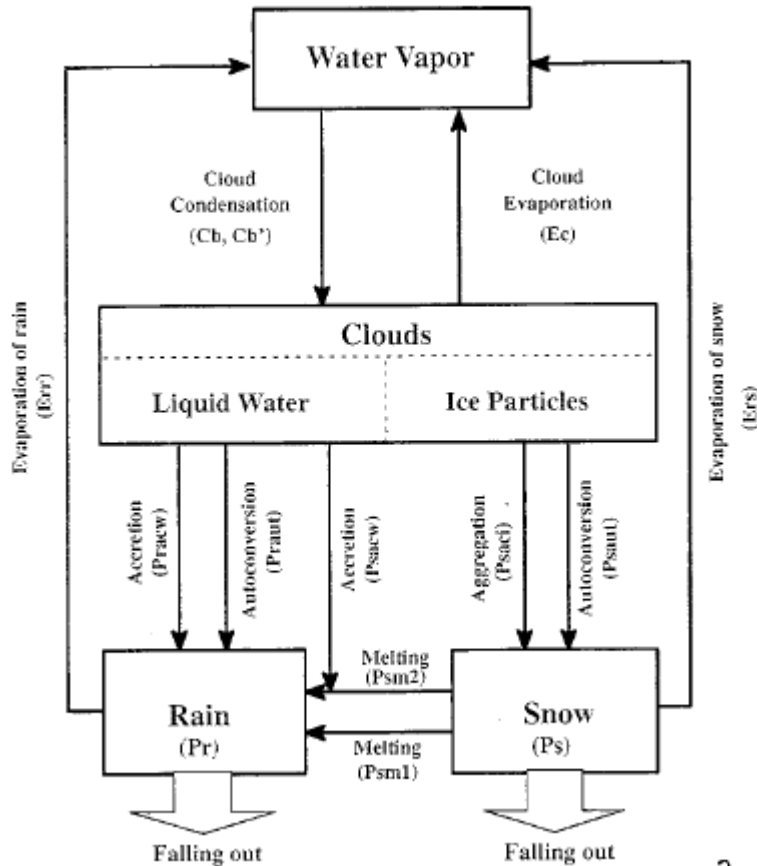 Water Vapor
Cloud
Condensation
(Cb, Cb')
Cloud
Evaporation
(Ec)
Evaporation of rain
(Err)
Evaporation of snow
(Ers)
Clouds
Liquid Water
Ice Particles
Accretion
(Pracw)
Autoconversion
(Praut)
Accretion
(Psacw)
Aggregation
(Psaci)
Autoconversion
(Psaut)
Melting
(Psm2)
Rain
(Pr)
Snow
(Ps)
Melting
(Psm1)
Falling out
Falling out